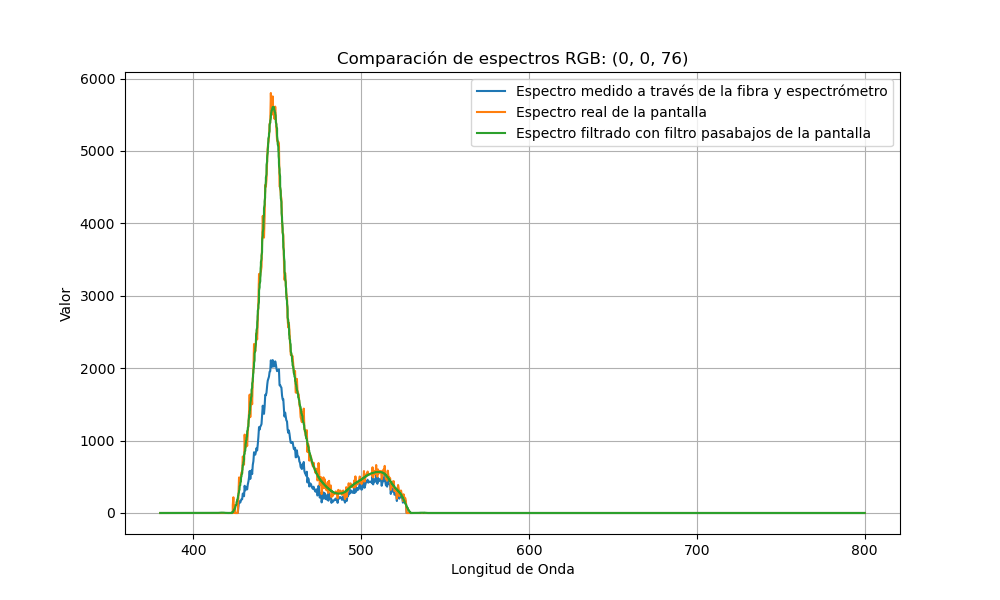 Comparación de espectros RGB: (0, 0, 76)
Espectro medido a través de la fibra y espectrómetro
Espectro real de la pantalla
Espectro filtrado con filtro pasabajos de la pantalla
Valor
6000
5000
4000
3000
2000
1000
0
400
500
600
700
800
Longitud de Onda